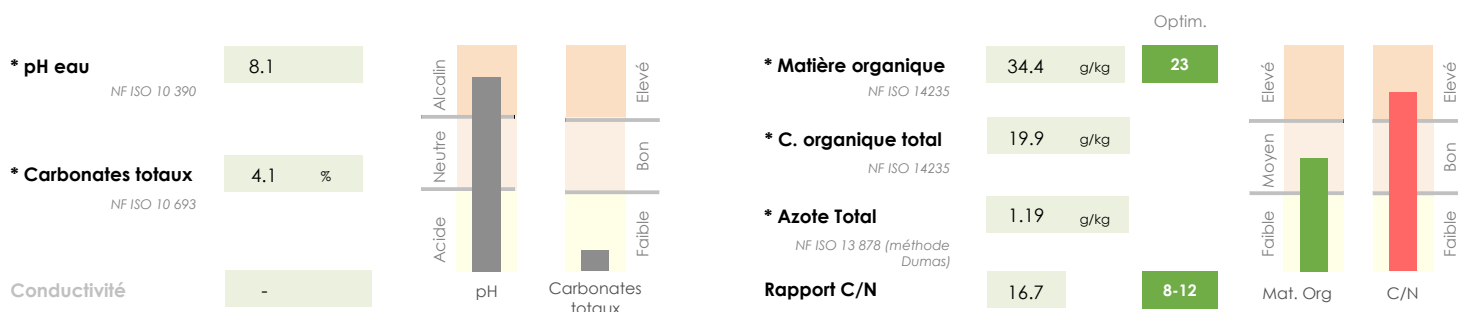 * pH eau
8.1
NF ISO 10 390
* Carbonates totaux
4.1 %
NF ISO 10 693
Conductivité
-
Alcalin
Neutre
Acide
pH
Elevé
Bon
Faible
Carbonates
totaux
Optim.
* Matière organique
34.4 g/kg
23
NF ISO 14235
* C. organique total
19.9 g/kg
NF ISO 14235
* Azote Total
1.19 g/kg
NF ISO 13 878 (méthode
Dumas)
Rapport C/N
16.7
8-12
Elevé
Moyen
Faible
Mat. Org
Elevé
Bon
Faible
C/N